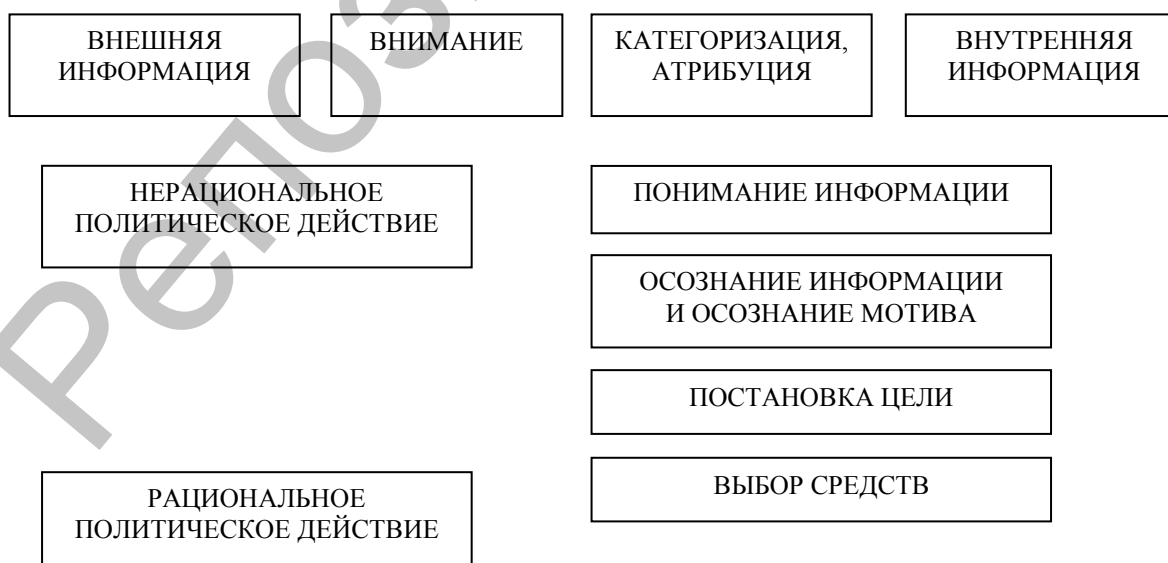 ВНЕШНЯЯ
ИНФОРМАЦИЯ
ВНИМАНИЕ
КАТЕГОРИЗАЦИЯ,
АТРИБУЦИЯ
ВНУТРЕННЯЯ
ИНФОРМАЦИЯ
НЕРАЦИОНАЛЬНОЕ
ПОЛИТИЧЕСКОЕ ДЕЙСТВИЕ
ПОНИМАНИЕ ИНФОРМАЦИИ
ОСОЗНАНИЕ ИНФОРМАЦИИ
И ОСОЗНАНИЕ МОТИВА
ПОСТАНОВКА ЦЕЛИ
ВЫБОР СРЕДСТВ
РАЦИОНАЛЬНОЕ
ПОЛИТИЧЕСКОЕ ДЕЙСТВИЕ
Репоз